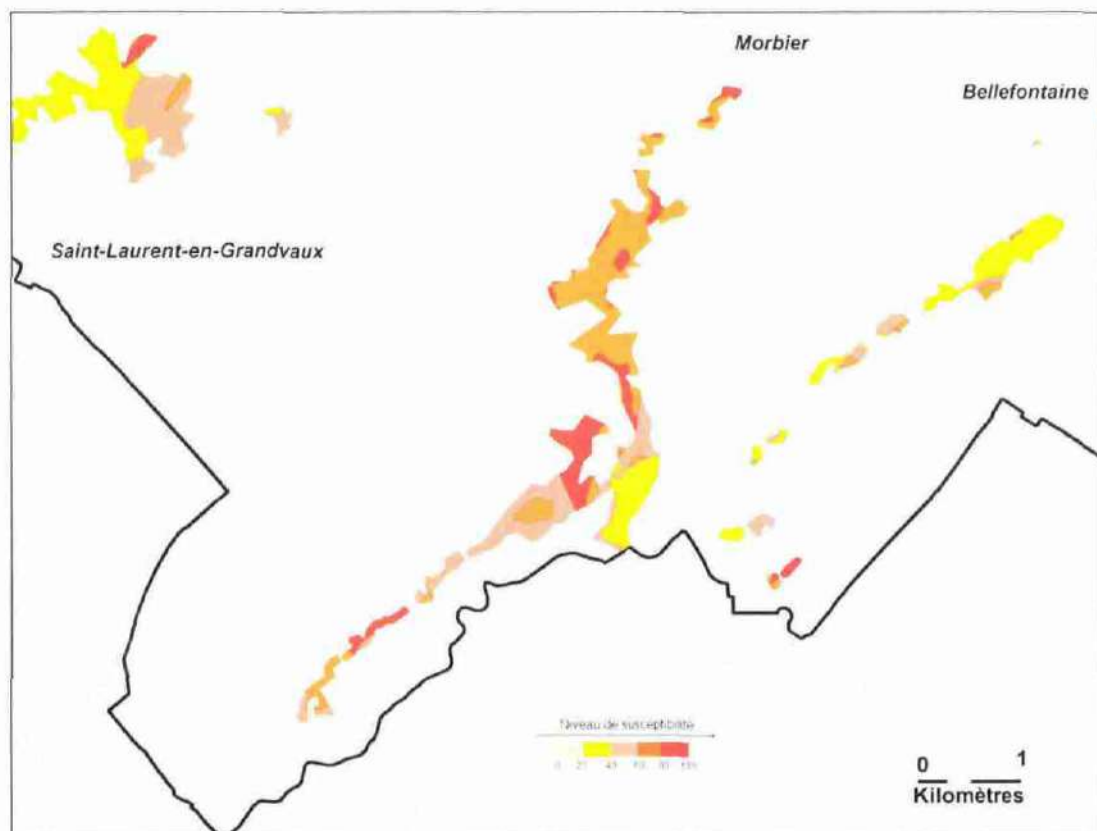 Morbier
Bellefontaine
Saint-Laurent-en-Grandvaux
Niveau de susceptibilité
0 1
Kilomètres